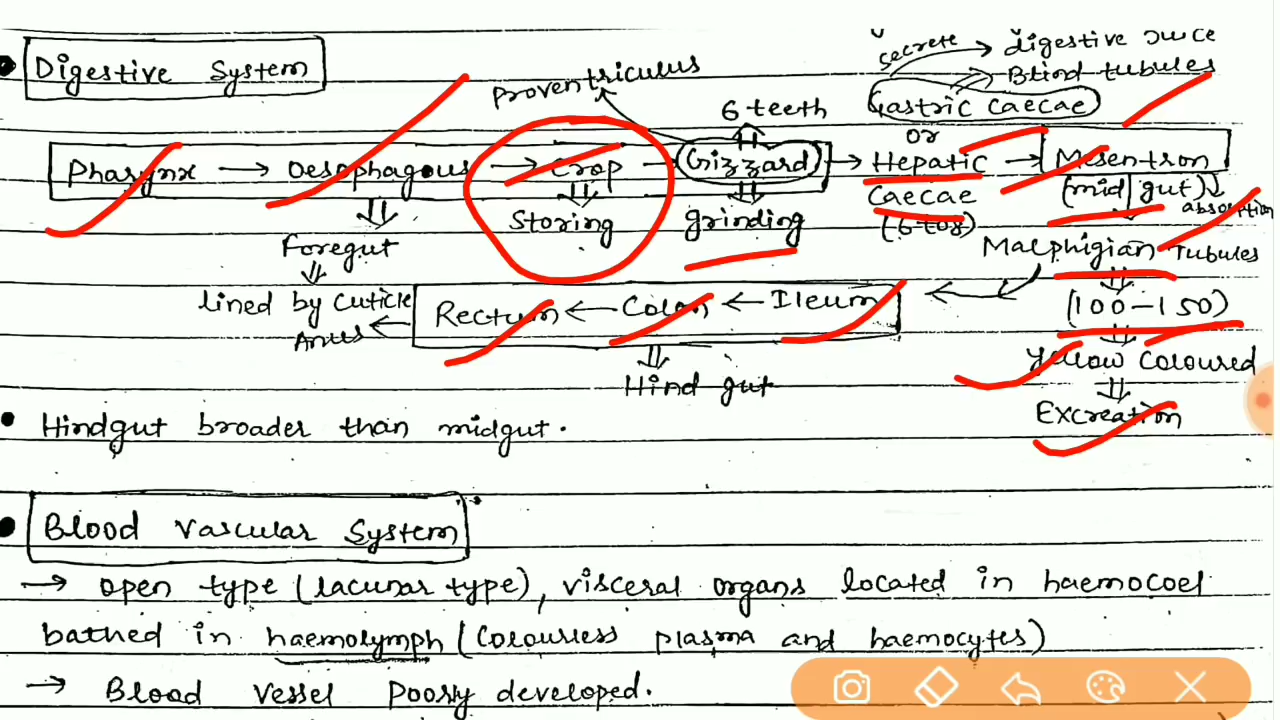 Digestive System
secrete → digestive Juice
Blind tubules
Proventriculus
6 teeth
Gastric Caecae
or
Pharynx → Oesophagous → Crop → Gizzard → Hepatic → Mesentron
Caecae
(6 to 8)
(mid gut)
absorption
Storing
grinding
Foregut
Malphigian Tubules
lined by cuticle
Anus ← Rectum ← Colon ← Ileum
(100-150)
Hind gut
Yellow Coloured
Excreation
• Hindgut broader than midgut.
• Blood Vascular System
→ Open type (lacunar type), visceral organs located in haemocoel
bathed in haemolymph (colourless plasma and haemocytes)
→ Blood vessel poorly developed.